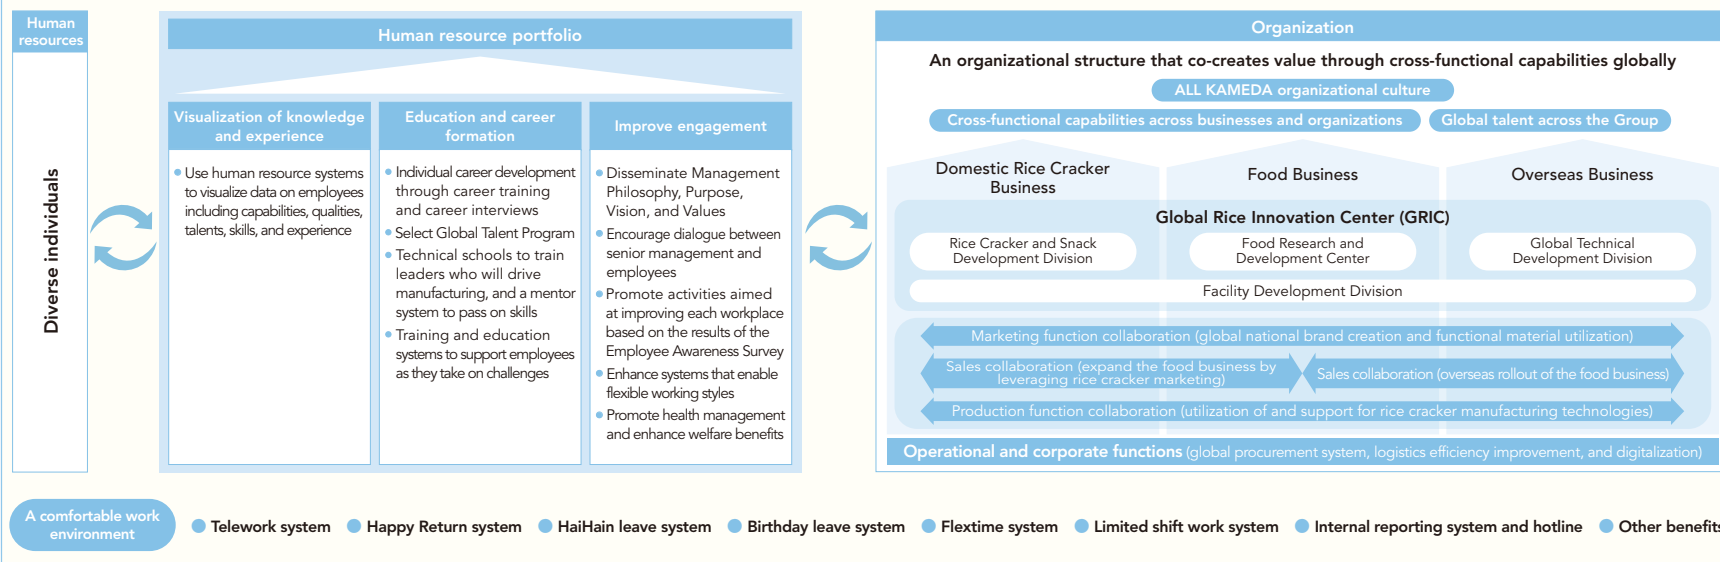 Human
resources
Diverse individuals
Human resource portfolio
Visualization of knowledge
and experience
Use human resource systems
to visualize data on employees
including capabilities, qualities,
talents, skills, and experience
Education and career
formation
Individual career development
through career training
and career interviews
Select Global Talent Program
Technical schools to train
leaders who will drive
manufacturing, and a mentor
system to pass on skills
Training and education
systems to support employees
as they take on challenges
Improve engagement
Disseminate Management
Philosophy, Purpose,
Vision, and Values
Encourage dialogue between
senior management and
employees
Promote activities aimed
at improving each workplace
based on the results of the
Employee Awareness Survey
Enhance systems that enable
flexible working styles
Promote health management
and enhance welfare benefits
Organization
An organizational structure that co-creates value through cross-functional capabilities globally
ALL KAMEDA organizational culture
Cross-functional capabilities across businesses and organizations
Global talent across the Group
Domestic Rice Cracker
Business
Food Business
Overseas Business
Global Rice Innovation Center (GRIC)
Rice Cracker and Snack
Development Division
Food Research and
Development Center
Global Technical
Development Division
Facility Development Division
Marketing function collaboration (global national brand creation and functional material utilization)
Sales collaboration (expand the food business by
leveraging rice cracker marketing)
Sales collaboration (overseas rollout of the food business)
Production function collaboration (utilization of and support for rice cracker manufacturing technologies)
Operational and corporate functions (global procurement system, logistics efficiency improvement, and digitalization)
A comfortable work
environment
Telework system
Happy Return system
HaiHain leave system
Birthday leave system
Flextime system
Limited shift work system
Internal reporting system and hotline
Other benefits